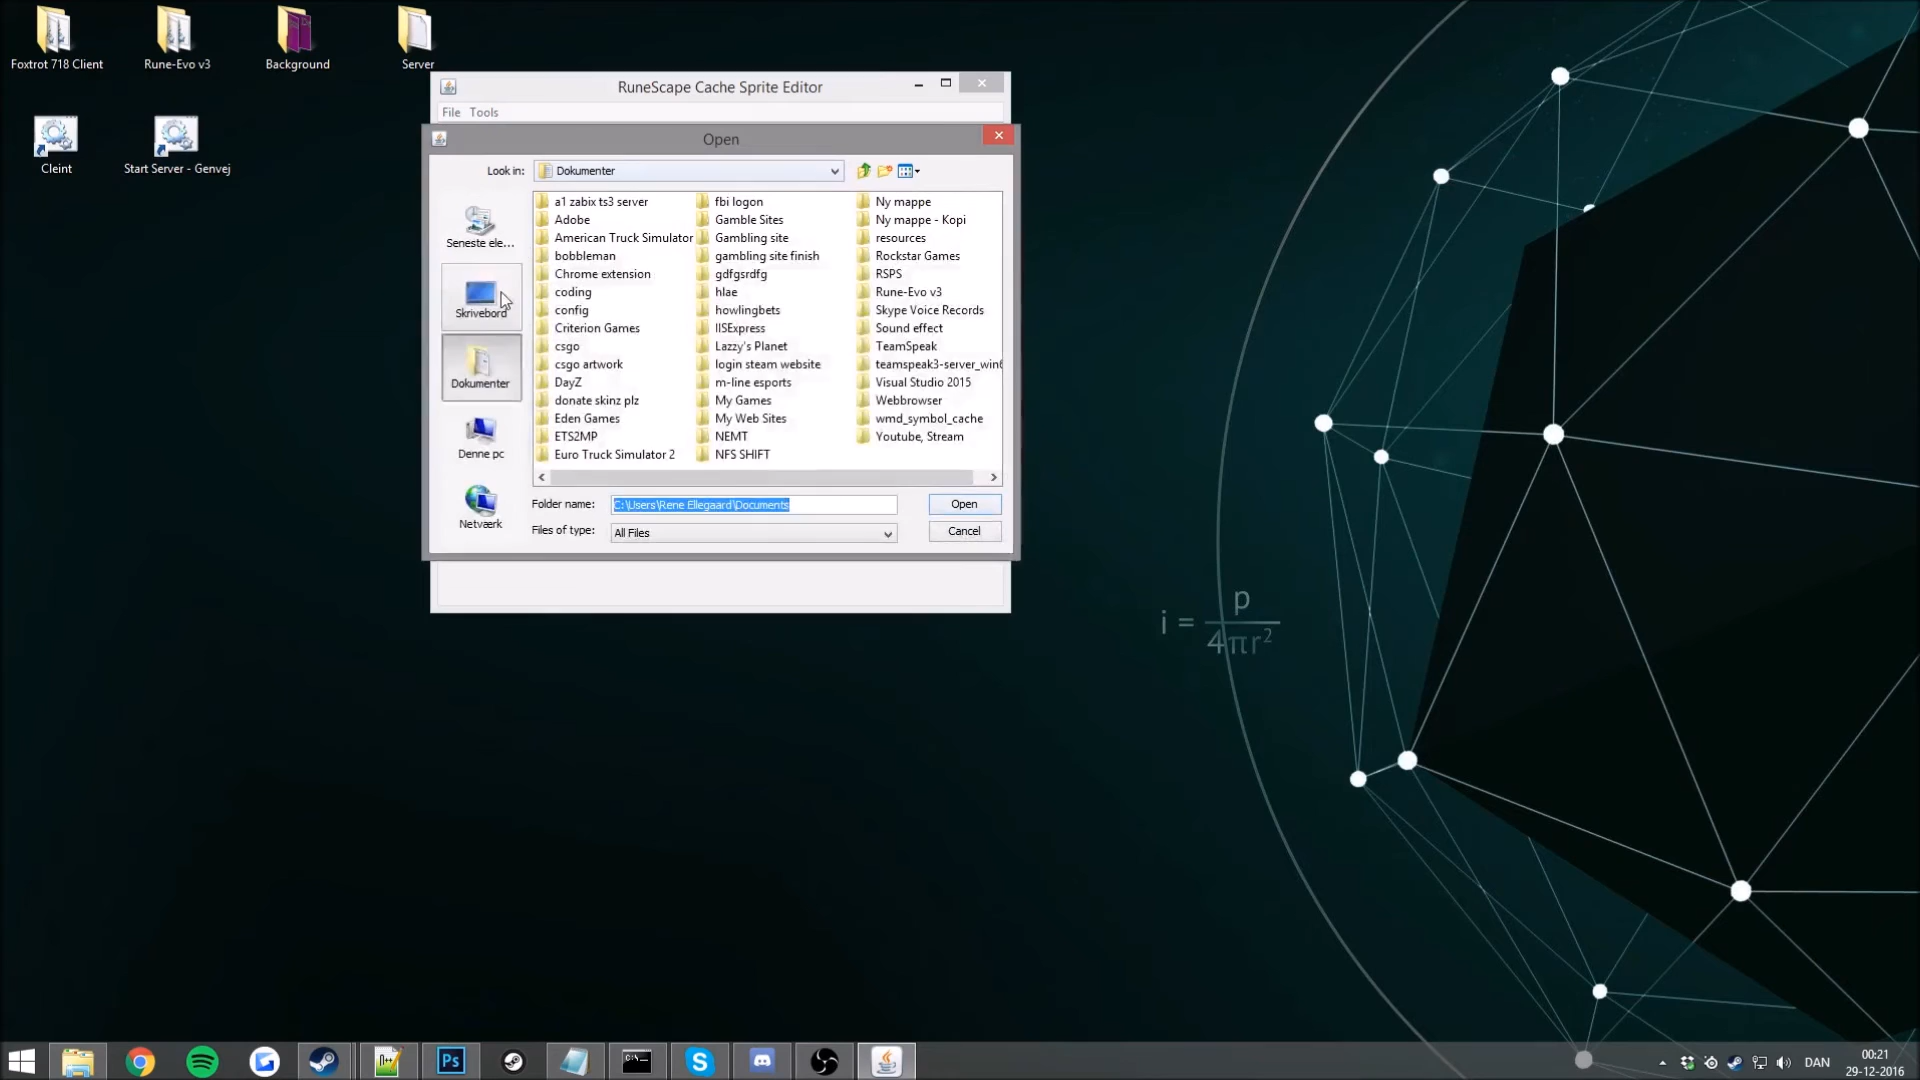 Foxtrot 718 Client
Rune-Evo v3
Background
Server
Cleint
Start Server - Genvej
RuneScape Cache Sprite Editor
File Tools
Open
Look in: Dokumenter
Seneste ele...
Skrivebord
Dokumenter
Denne pc
Netværk
a1 zabix ts3 server
Adobe
American Truck Simulator
bobbleman
Chrome extension
coding
config
Criterion Games
csgo
csgo artwork
DayZ
donate skinz plz
Eden Games
ETS2MP
Euro Truck Simulator 2
fbi logon
Gamble Sites
Gambling site
gambling site finish
gdfgsrdfg
hlae
howlingbets
IISExpress
Lazzy's Planet
login steam website
m-line esports
My Games
My Web Sites
NEMT
NFS SHIFT
Ny mappe
Ny mappe - Kopi
resources
Rockstar Games
RSPS
Rune-Evo v3
Skype Voice Records
Sound effect
TeamSpeak
teamspeak3-server_win6
Visual Studio 2015
Webbrowser
wmd_symbol_cache
Youtube, Stream
Folder name: C:\Users\Rene Ellegaard\Documents Open
Files of type: All Files Cancel
i = p
4πr²
Ps
DAN
00:21
29-12-2016